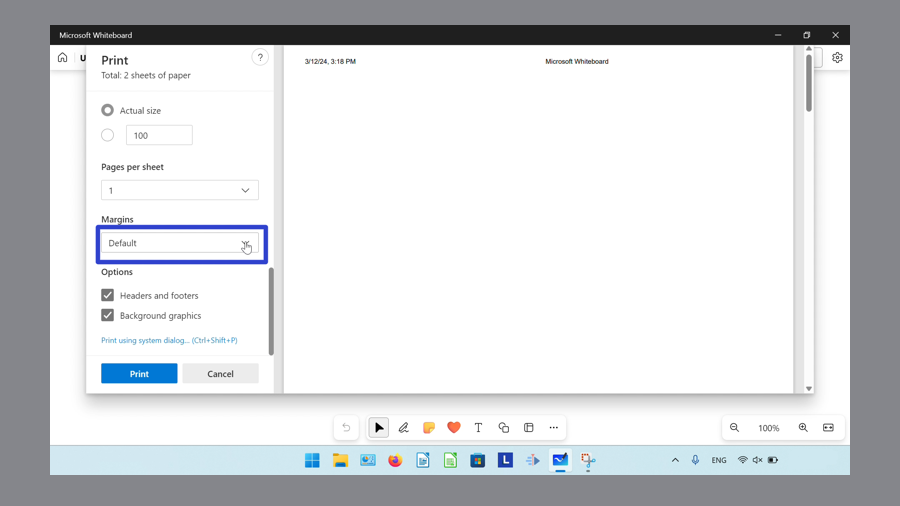 Microsoft Whiteboard
U
Print
?
Total: 2 sheets of paper
3/12/24, 3:18 PM
Microsoft Whiteboard
Actual size
100
Pages per sheet
1
Margins
Default
Options
Headers and footers
Background graphics
Print using system dialog... (Ctrl+Shift+P)
Print
Cancel
T
100%
L
ENG